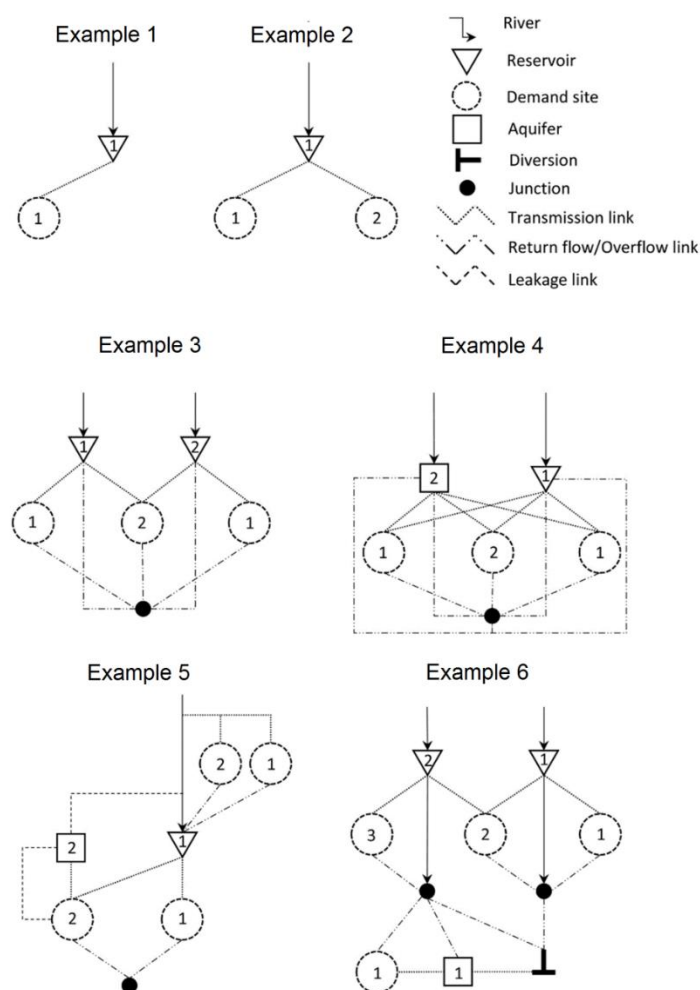 Example 1
Example 2
River
Reservoir
Demand site
Aquifer
Diversion
Junction
Transmission link
Return flow/Overflow link
Leakage link
1
1
1
1
2
Example 3
1
2
1
2
1
Example 4
2
1
1
2
1
Example 5
2
1
2
1
2
1
Example 6
2
1
3
2
1
1
1